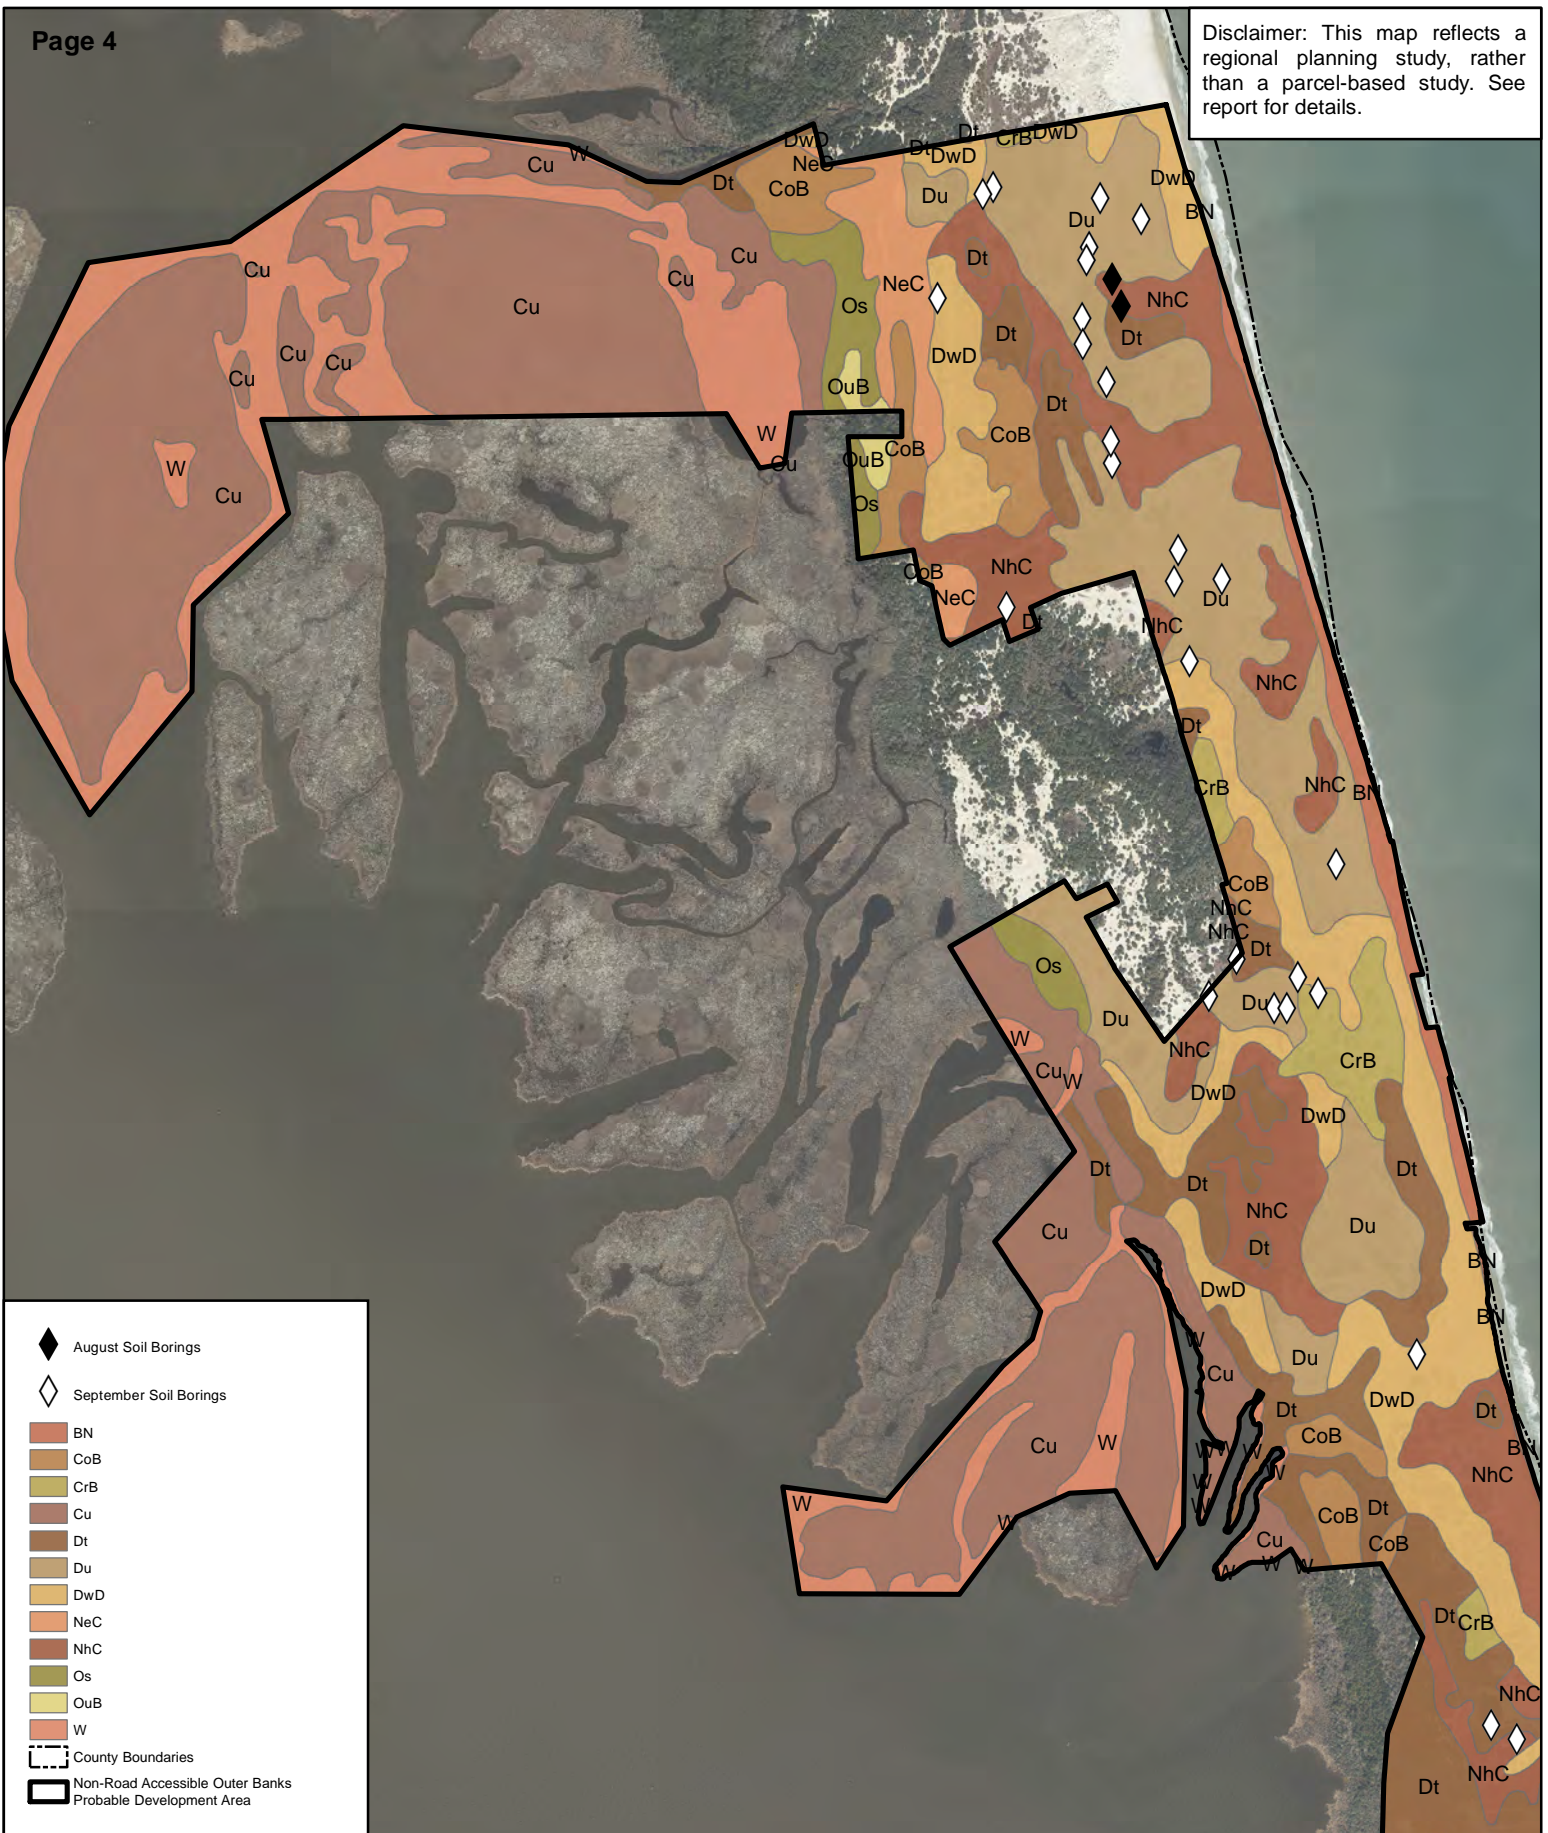 Page 4
Disclaimer: This map reflects a
regional planning study, rather
than a parcel-based study. See
report for details.
Dt
CrB
DwD
DwD
W
Cu
NeC
Dt
DwD
Dt
CoB
Du
DwD
BN
Du
Cu
Cu
Cu
Dt
NeC
Cu
Os
NhC
Cu
Cu
Cu
Dt
Dt
DwD
Cu
OuB
Dt
W
CoB
CoB
W
Cu
OuB
Cu
Os
CoB
NhC
NeC
Du
Dt
NhC
NhC
Dt
CrB
NhC
BN
CoB
NhC
NhC
Dt
Os
Du
Du
W
NhC
CrB
Cu
W
DwD
DwD
Dt
Dt
Dt
NhC
Cu
Du
Dt
BN
DwD
BN
W
Du
Cu
DwD
Dt
Dt
CoB
Cu
W
W
W
W
BN
W
NhC
W
W
W
W
CoB
Dt
Cu
CoB
W
W
W
Dt
CrB
NhC
NhC
Dt
August Soil Borings
September Soil Borings
BN
CoB
CrB
Cu
Dt
Du
DwD
NeC
NhC
Os
OuB
W
County Boundaries
Non-Road Accessible Outer Banks
Probable Development Area